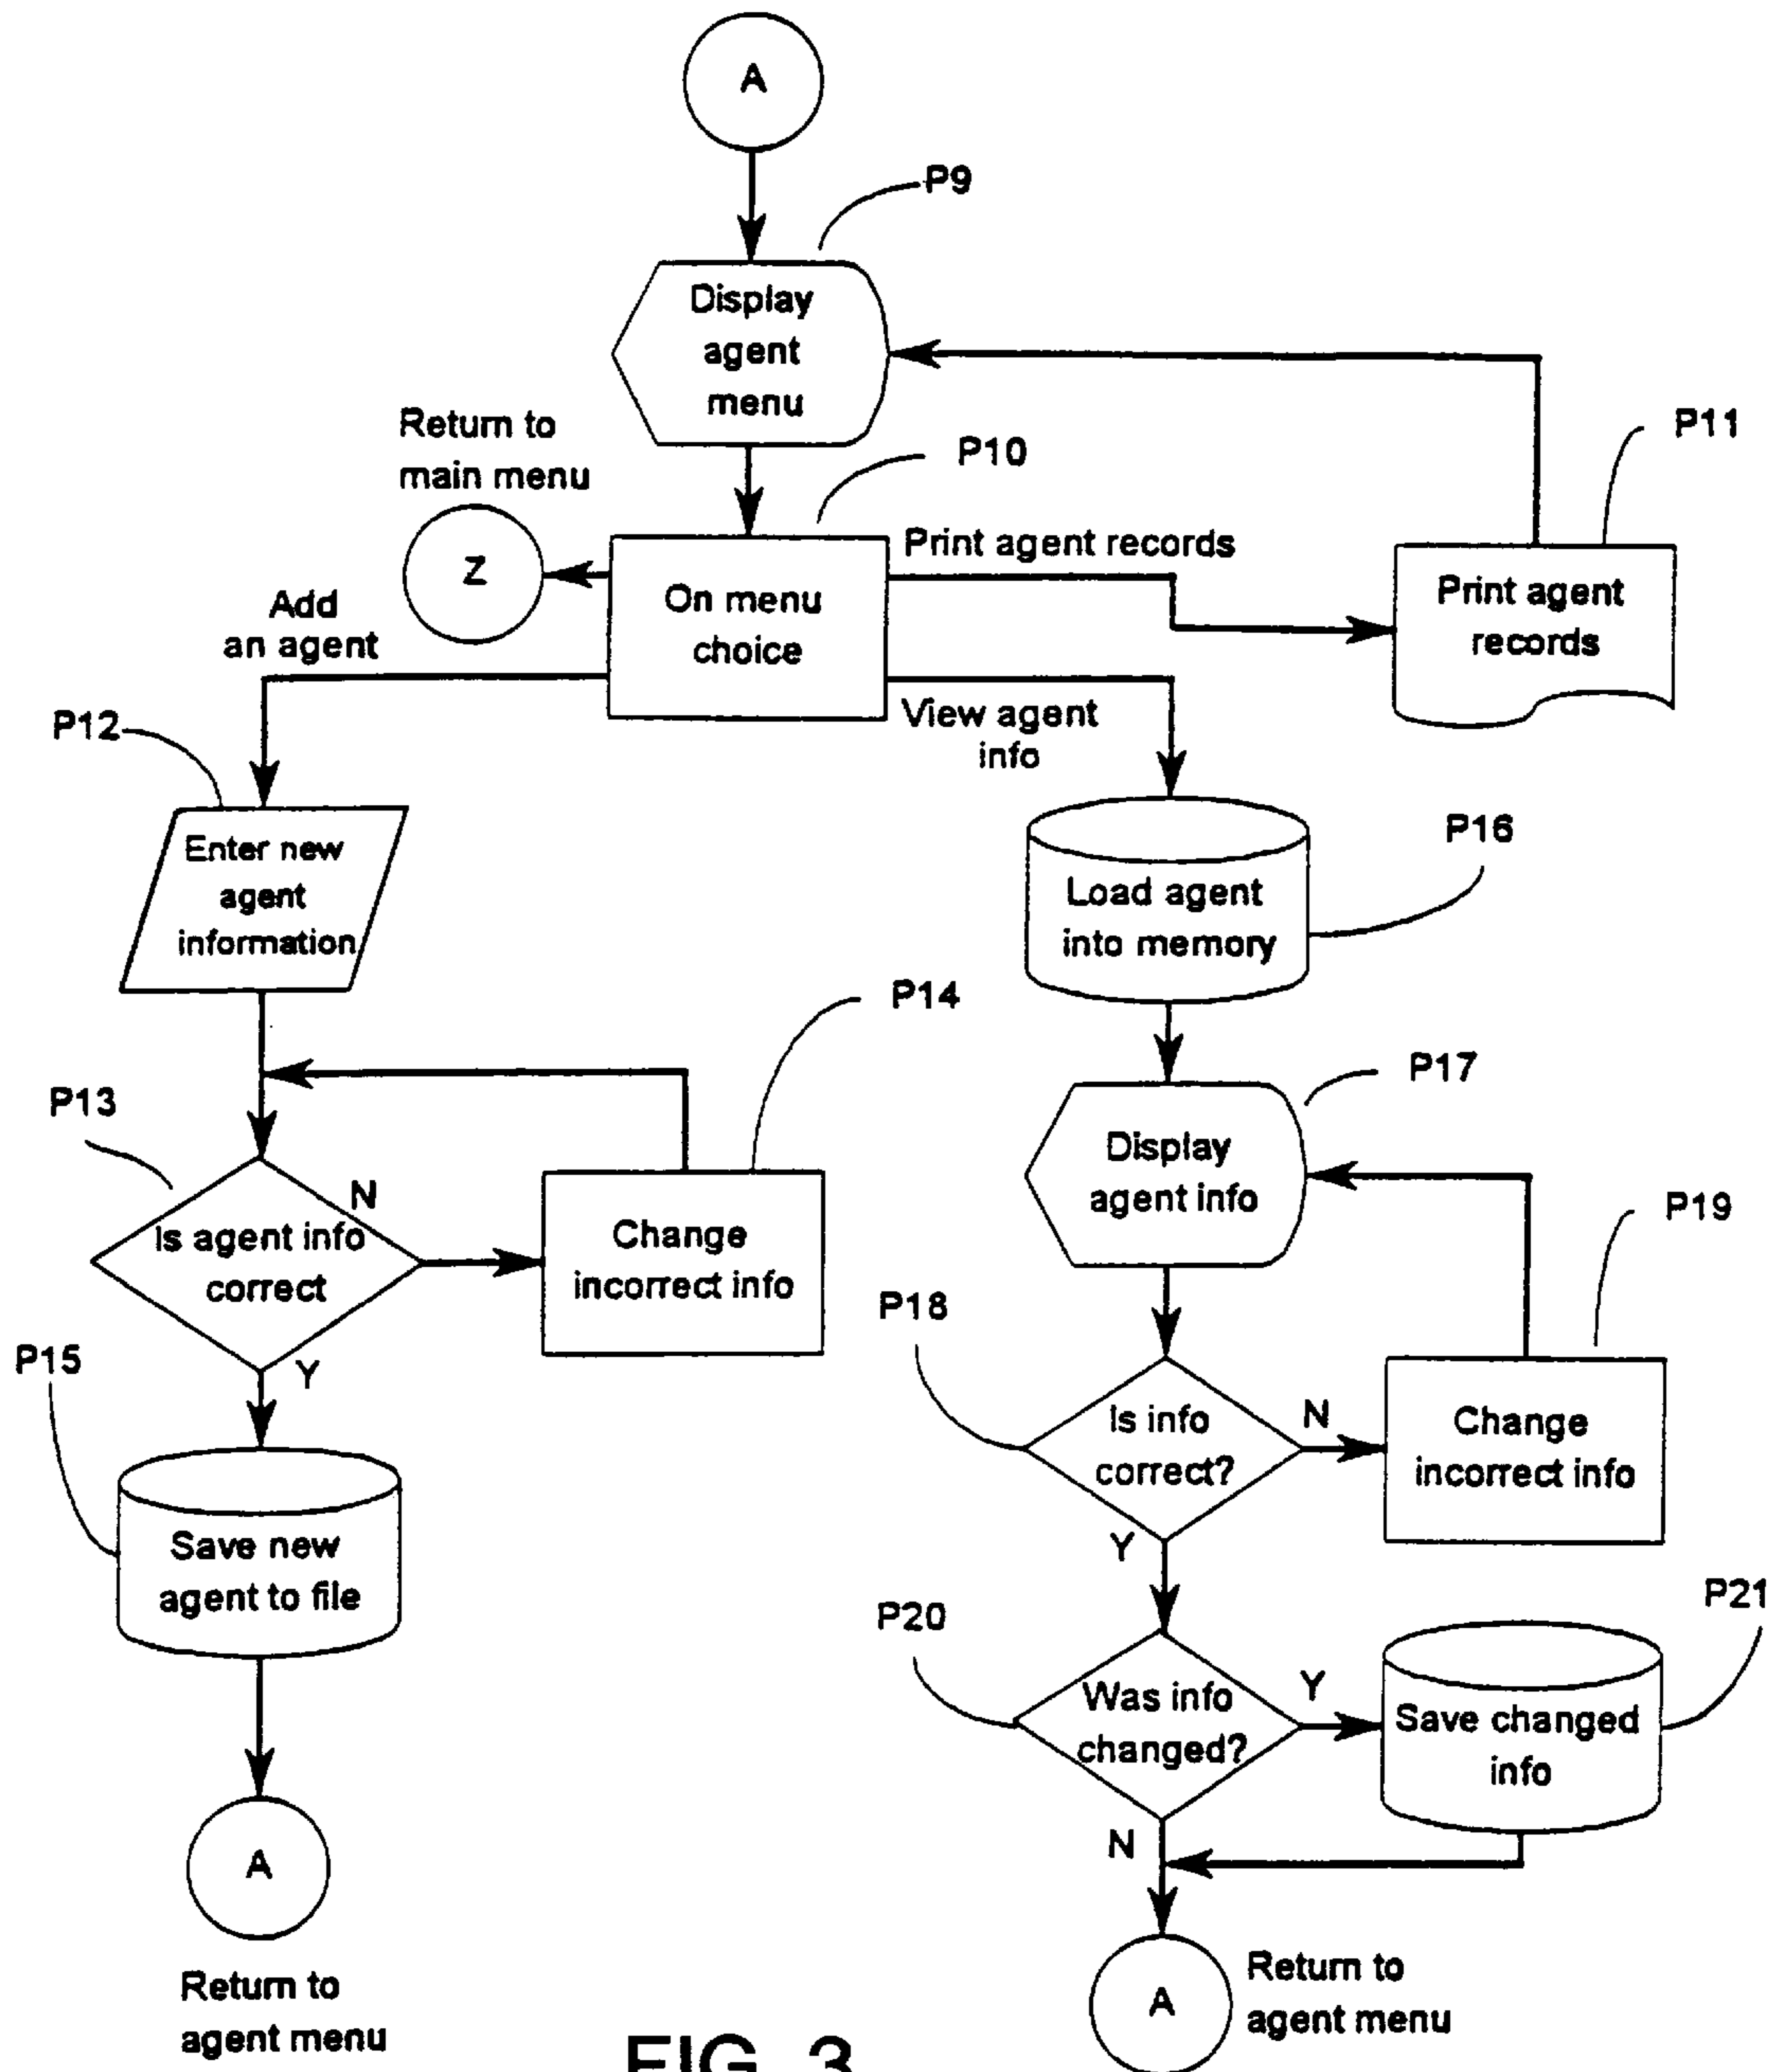 A
P9
Display
agent
menu
Return to
main menu
P10
P11
Z
On menu
choice
Print agent records
Print agent
records
Add
an agent
View agent
info
P12
Enter new
agent
information
P16
Load agent
into memory
P14
P13
P17
Display
agent info
N
Is agent info
correct
Change
incorrect info
P19
P18
Y
P15
Is info
correct?
N
Change
incorrect info
Save new
agent to file
Y
P20
P21
Was info
changed?
Y
Save changed
info
N
A
Return to
agent menu
A
Return to
agent menu
FIG. 3